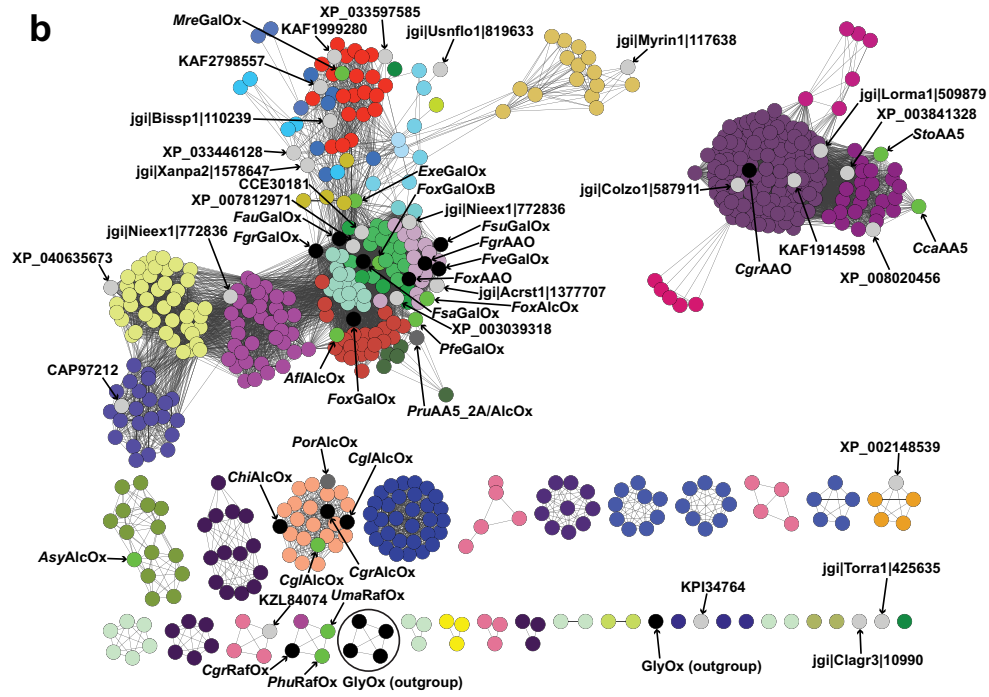 b
MreGalOx
XP_033597585
KAF1999280
jgi|Usnflo1|819633
KAF2798557
jgi|Myrin1|117638
jgi|Bissp1|110239
jgi|Lorma1|509879
XP_003841328
StoAA5
XP_033446128
jgi|Xanpa2|1578647
ExeGalOx
CCE30181
FoxGalOxB
XP_007812971
jgi|Colzo1|587911
FauGalOx
jgi|Nieex1|772836
jgi|Nieex1|772836
FgrGalOx
FsuGalOx
FgrAAO
CcaAA5
KAF1914598
XP_040635673
FveGalOx
CgrAAO
XP_008020456
FoxAAO
jgi|Acrst1|1377707
FoxAlcOx
FsaGalOx
XP_003039318
PfeGalOx
CAP97212
AflAlcOx
FoxGalOx
PruAA5_2A/AlcOx
PorAlcOx
XP_002148539
CglAlcOx
ChiAlcOx
AsyAlcOx
CgrAlcOx
CglAlcOx
UmaRafOx
jgi|Torra1|425635
KZL84074
KPI34764
CgrRafOx
PhuRafOx
GlyOx (outgroup)
GlyOx (outgroup)
jgi|Clagr3|10990